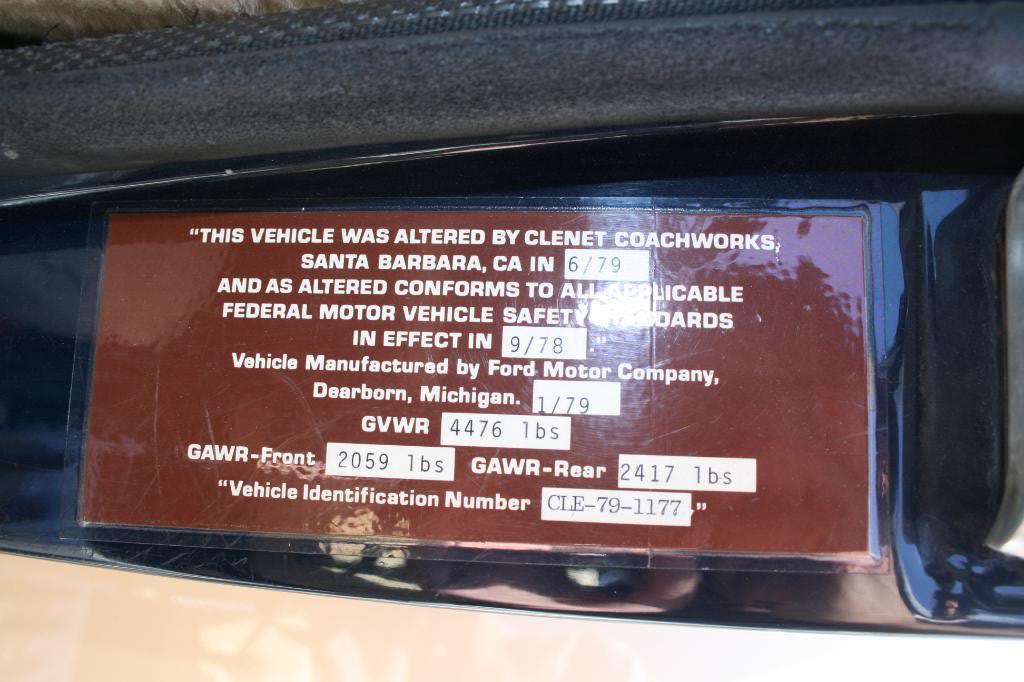 "THIS VEHICLE WAS ALTERED BY CLENET COACHWORKS,
SANTA BARBARA, CA IN 6/79
AND AS ALTERED CONFORMS TO ALL APPLICABLE
FEDERAL MOTOR VEHICLE SAFETY STANDARDS
IN EFFECT IN 9/78."
Vehicle Manufactured by Ford Motor Company,
Dearborn, Michigan. 1/79
GVWR 4476 lbs
GAWR-Front 2059 lbs GAWR-Rear 2417 lbs
"Vehicle Identification Number CLE-79-1177."